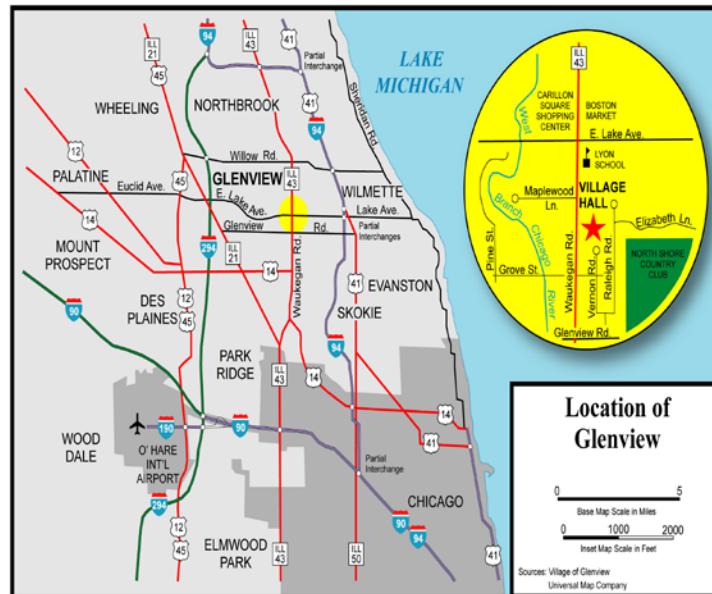 94
ILL
21
45
ILL
43
41
Partial
Interchange
LAKE
MICHIGAN
WHEELING
NORTHBROOK
41
94
Sheridan Rd.
12
PALATINE
45
Willow Rd.
GLENVIEW
ILL
43
WILMETTE
Euclid Ave.
E. Lake Ave.
Lake Ave.
14
Glenview
Rd.
Partial
Interchanges
MOUNT
PROSPECT
294
ILL
21
14
Waukegan Rd.
41
EVANSTON
SKOKIE
90
DES
PLAINES
12
45
94
PARK
RIDGE
ILL
43
14
14
41
WOOD
DALE
190
90
O' HARE
INT'L
AIRPORT
Partial
Interchange
294
12
45
CHICAGO
90
94
ELMWOOD
PARK
ILL
43
ILL
50
41
ILL
43
CARILLON
SQUARE
SHOPPING
CENTER
BOSTON
MARKET
West
Branch
Chicago
River
E. Lake Ave.
LYON
SCHOOL
Maplewood
Ln.
VILLAGE
HALL
Elizabeth Ln.
Pine St.
Waukegan Rd.
Vernon Rd.
Raleigh Rd.
NORTH SHORE
COUNTRY
CLUB
Grove St.
Glenview Rd.
Location of
Glenview
0
5
Base Map Scale in Miles
0
1000
2000
Inset Map Scale in Feet
Sources: Village of Glenview
Universal Map Company